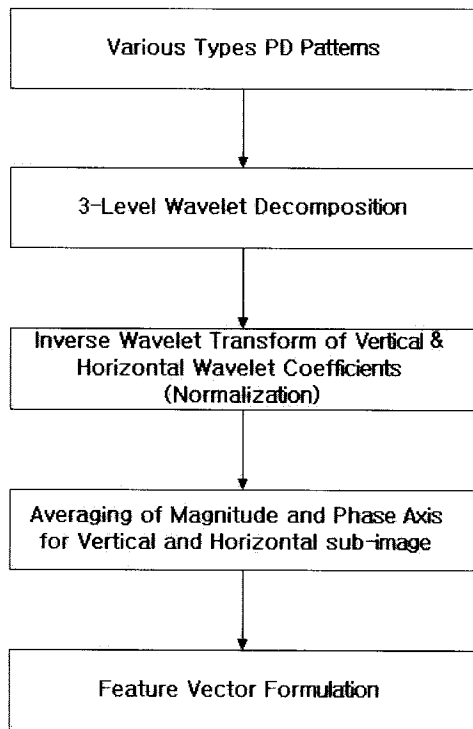 Various Types PD Patterns
3-Level Wavelet Decomposition
Inverse Wavelet Transform of Vertical &
Horizontal Wavelet Coefficients
(Normalization)
Averaging of Magnitude and Phase Axis
for Vertical and Horizontal sub-image
Feature Vector Formulation